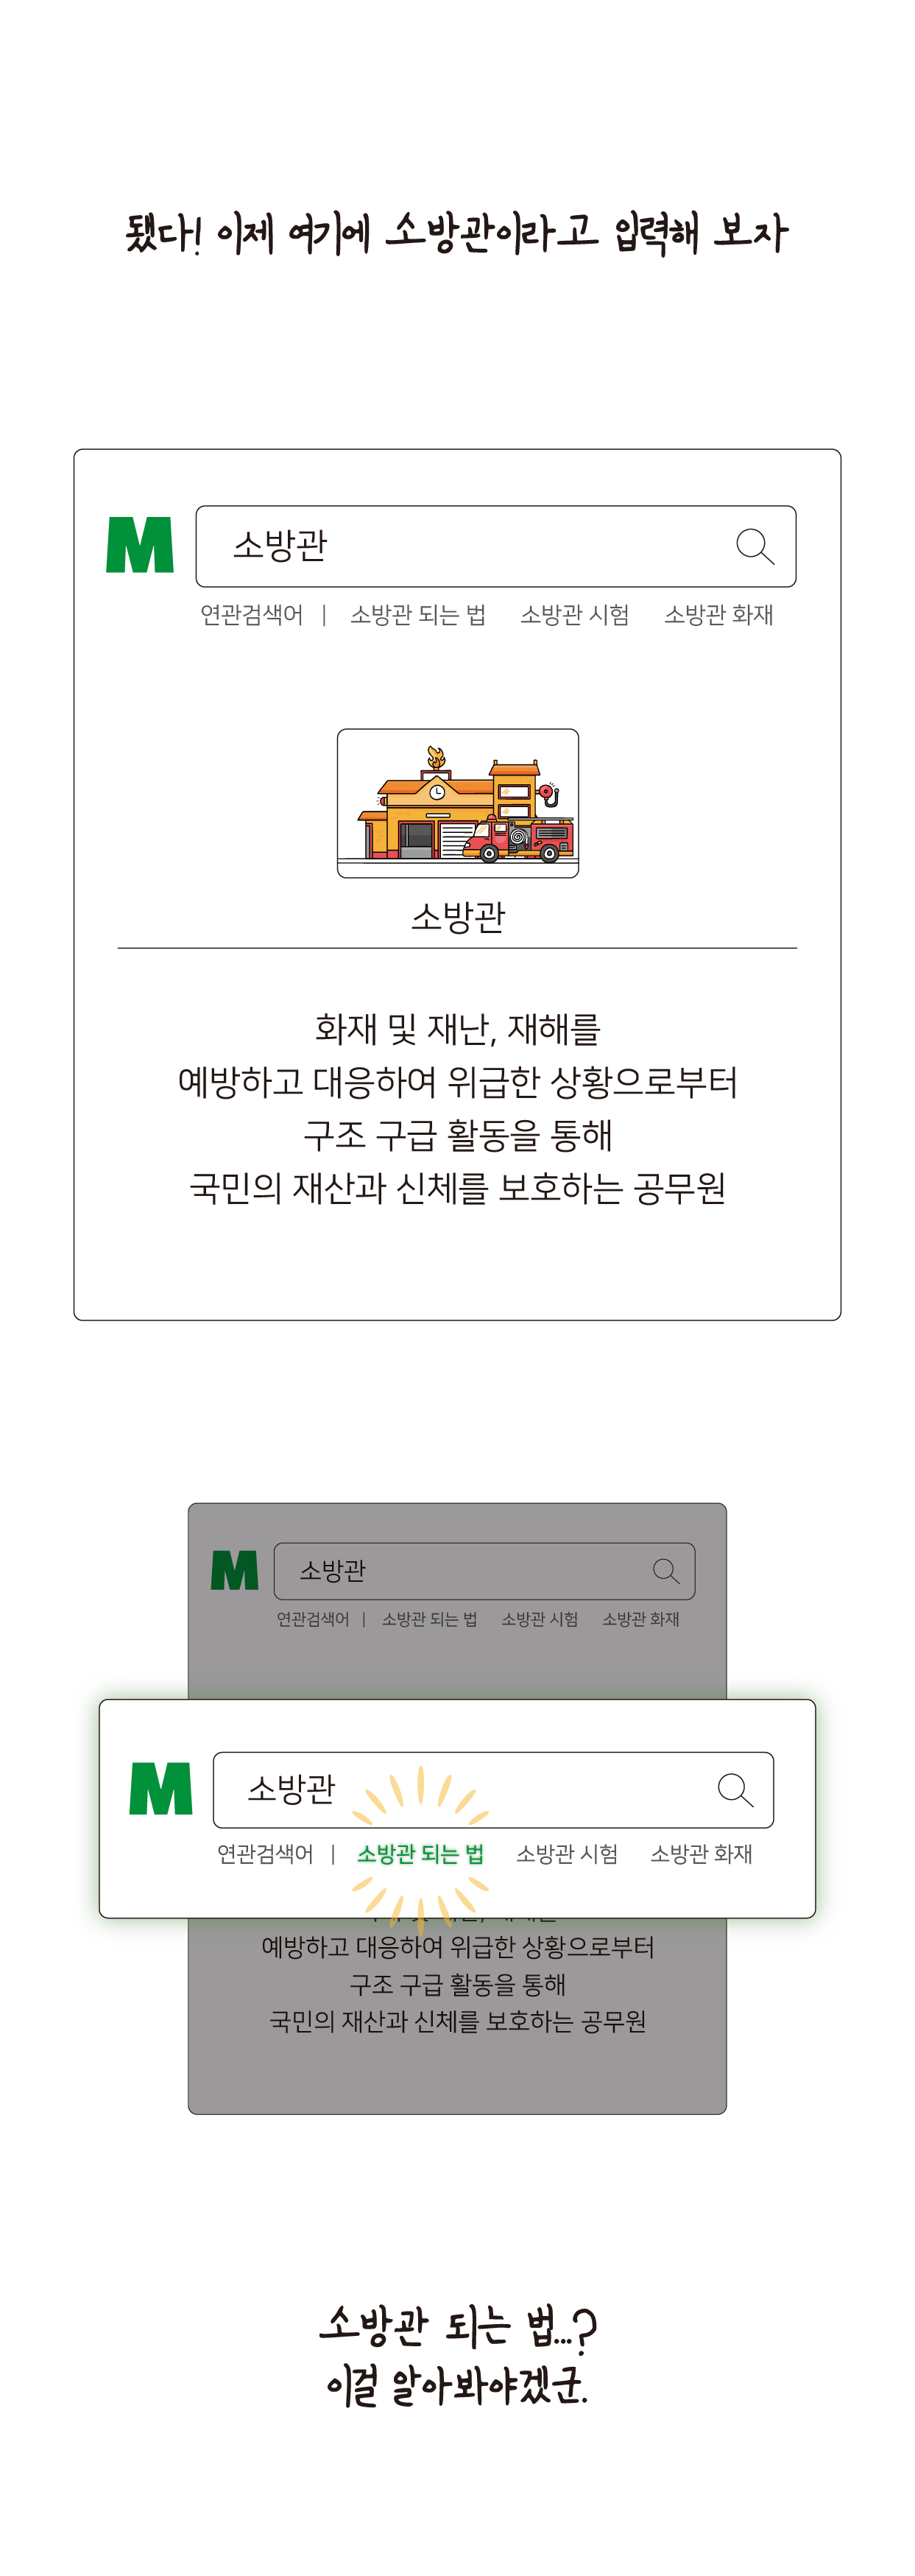 됐다! 이제 여기에 소방관이라고 입력해 보자
M 소방관
연관검색어 | 소방관 되는 법 소방관 시험 소방관 화재
소방관
화재 및 재난, 재해를
예방하고 대응하여 위급한 상황으로부터
구조 구급 활동을 통해
국민의 재산과 신체를 보호하는 공무원
M 소방관
연관검색어 | 소방관 되는 법 소방관 시험 소방관 화재
M 소방관
연관검색어 | 소방관 되는 법 소방관 시험 소방관 화재
예방하고 대응하여 위급한 상황으로부터
구조 구급 활동을 통해
국민의 재산과 신체를 보호하는 공무원
소방관 되는 법...?
이걸 알아봐야겠군.